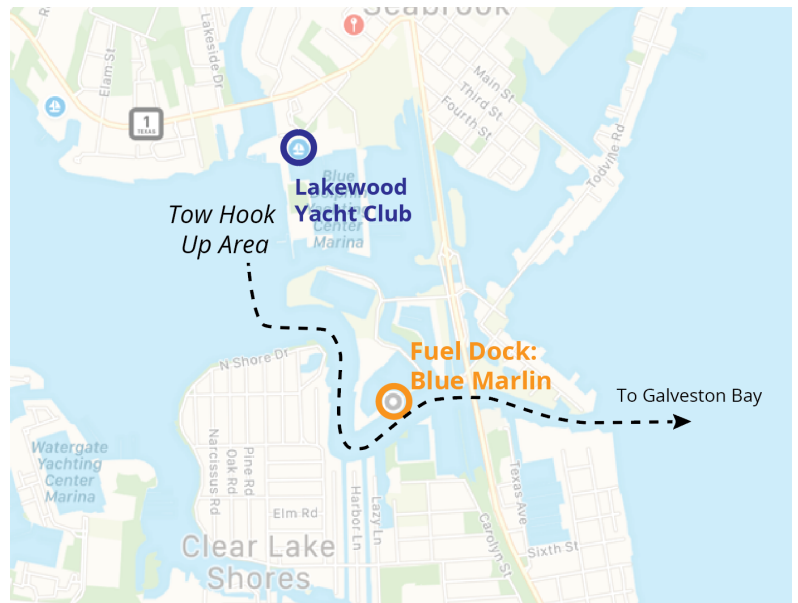 Seabrook
Lakeside Dr
Elam St
Main St
Third St
Fourth St
1
TEXAS
Todville Rd
Blue
Dolphin
Yachting
Center
Marina
Lakewood
Yacht Club
Tow Hook
Up Area
N Shore Dr
Fuel Dock:
Blue Marlin
To Galveston Bay
Watergate
Yachting
Center
Marina
Narcissus Rd
Oak Rd
Pine Rd
Elm Rd
Harbor Ln
Lazy Ln
Texas Ave
Carolyn St
Sixth St
Clear Lake
Shores